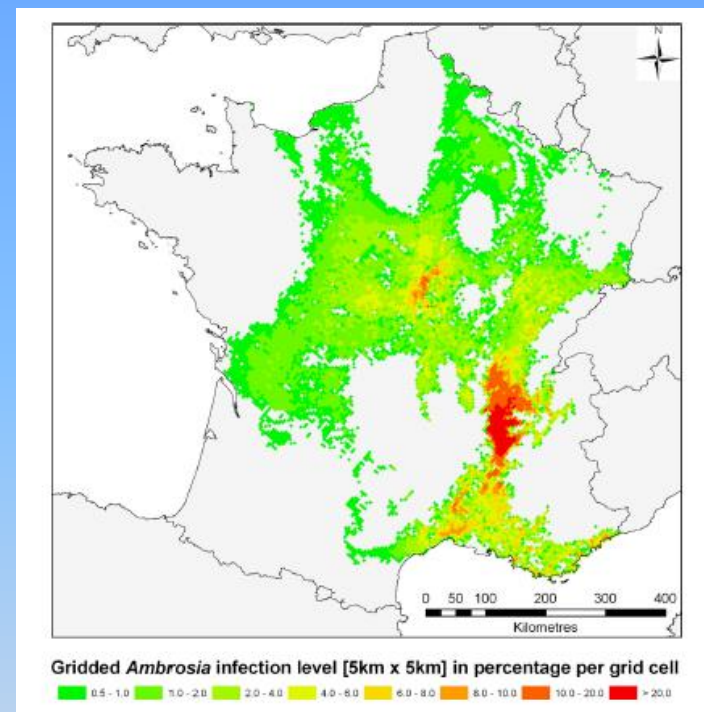 N
0 50 100 200 300 400
Kilometres
Gridded Ambrosia infection level [5km x 5km] in percentage per grid cell
0.5 - 1.0 1.0 - 2.0 2.0 - 4.0 4.0 - 6.0 6.0 - 8.0 8.0 - 10.0 10.0 - 20.0 > 20.0